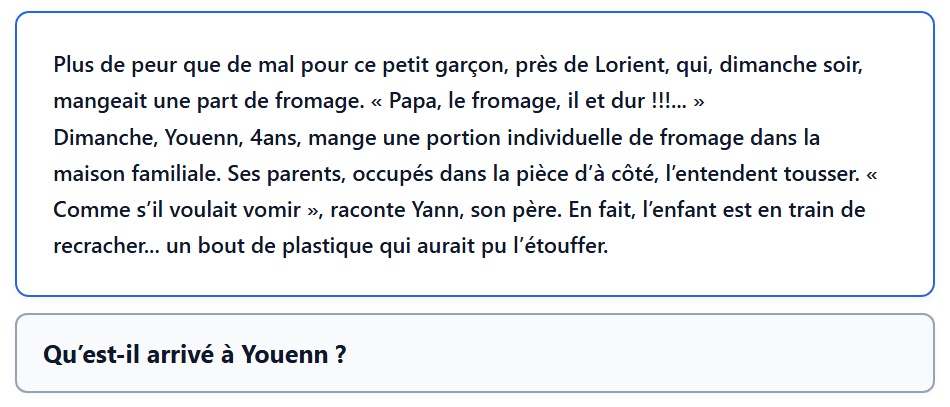 Plus de peur que de mal pour ce petit garçon, près de Lorient, qui, dimanche soir,
mangeait une part de fromage. « Papa, le fromage, il et dur !!!... »
Dimanche, Youenn, 4ans, mange une portion individuelle de fromage dans la
maison familiale. Ses parents, occupés dans la pièce d’à côté, l’entendent tousser. «
Comme s’il voulait vomir », raconte Yann, son père. En fait, l’enfant est en train de
recracher... un bout de plastique qui aurait pu l’étouffer.
Qu’est-il arrivé à Youenn ?